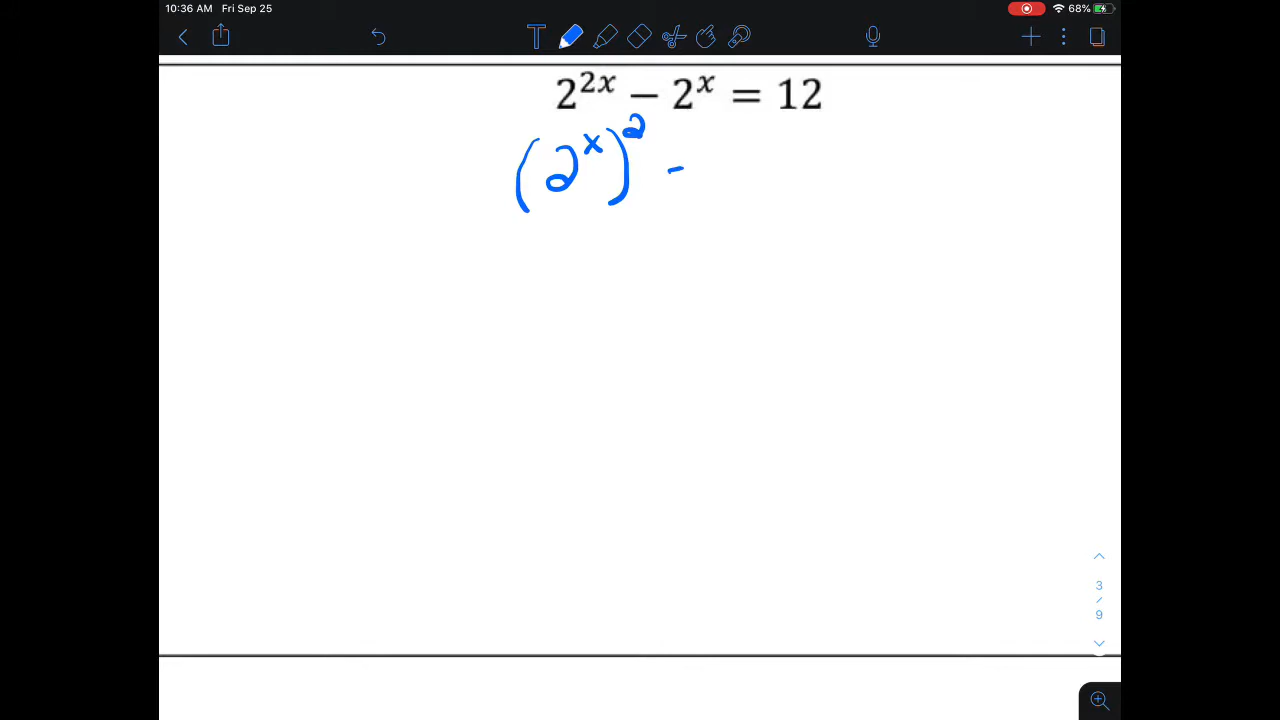 10:36 AM Fri Sep 25 68%
T
2^{2x} − 2^x = 12
(2^x)^2 -
3
/
9